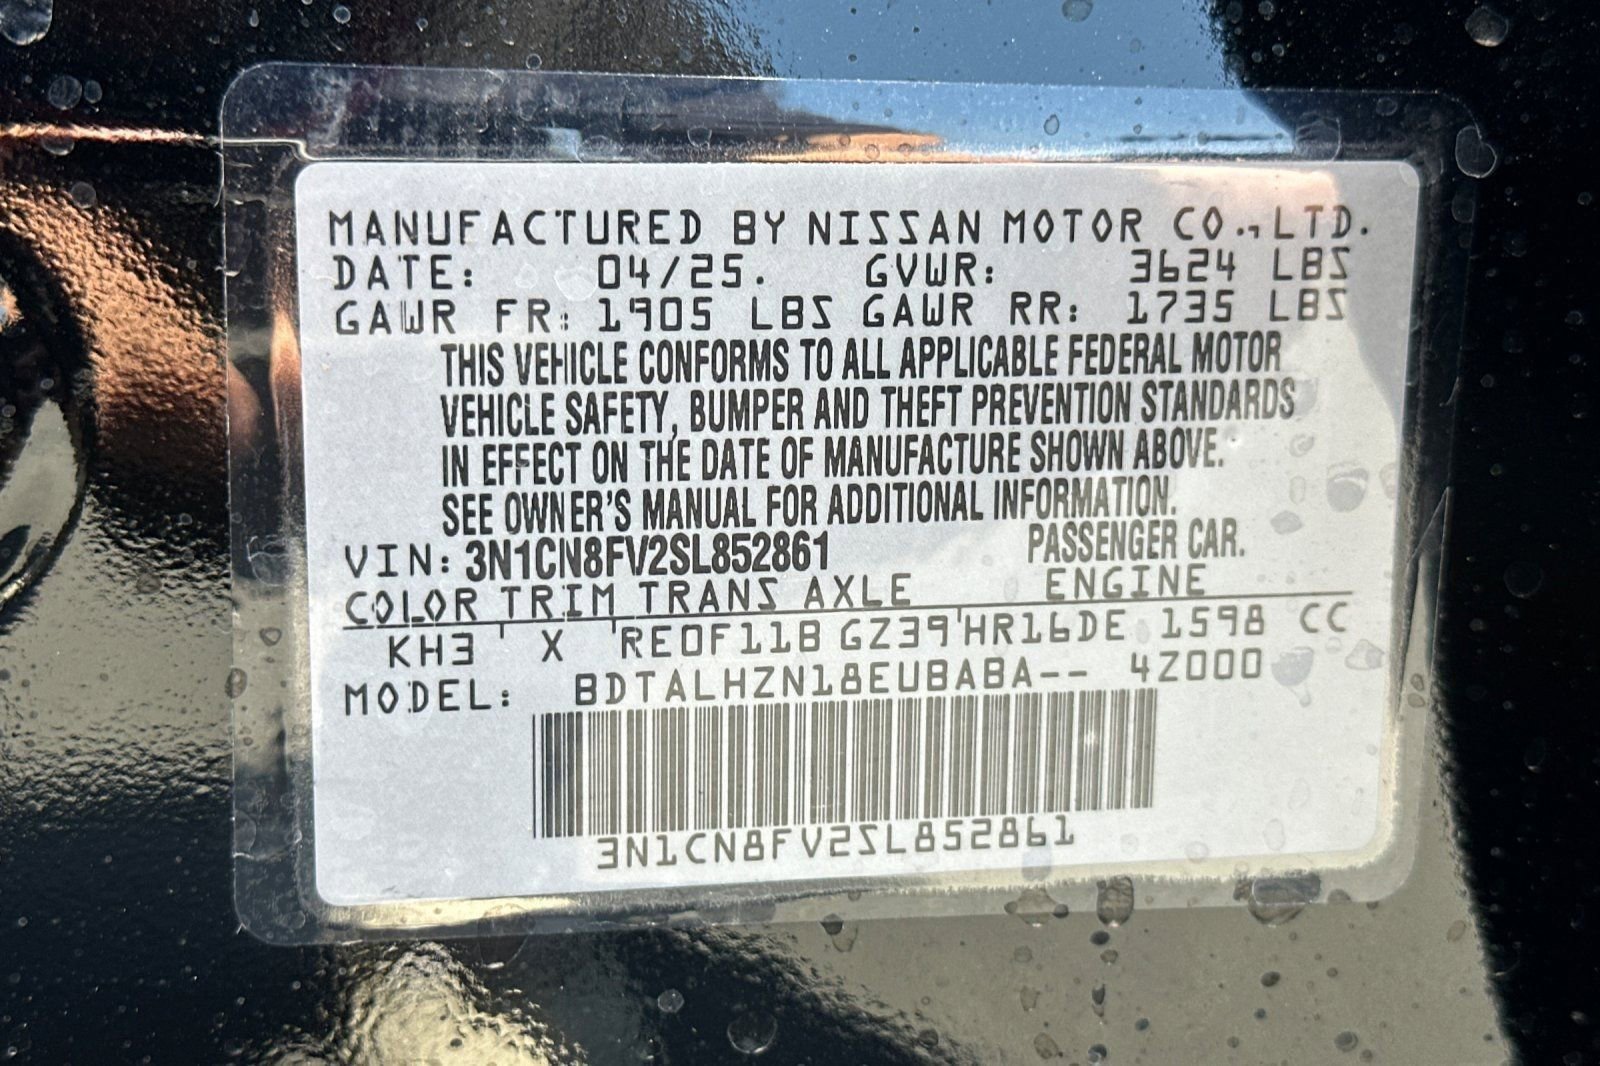 MANUFACTURED BY NISSAN MOTOR CO., LTD.
DATE: 04/25. GVWR: 3624 LBS
GAWR FR: 1905 LBS GAWR RR: 1735 LBS
THIS VEHICLE CONFORMS TO ALL APPLICABLE FEDERAL MOTOR
VEHICLE SAFETY, BUMPER AND THEFT PREVENTION STANDARDS
IN EFFECT ON THE DATE OF MANUFACTURE SHOWN ABOVE.
SEE OWNER'S MANUAL FOR ADDITIONAL INFORMATION.
VIN: 3N1CN8FV2SL852861 PASSENGER CAR.
COLOR TRIM TRANS AXLE ENGINE
KH3 X RE0F11B GZ39 HR16DE 1598 CC
MODEL: BDTALHZN18EUBABA-- 4Z000
3N1CN8FV2SL852861